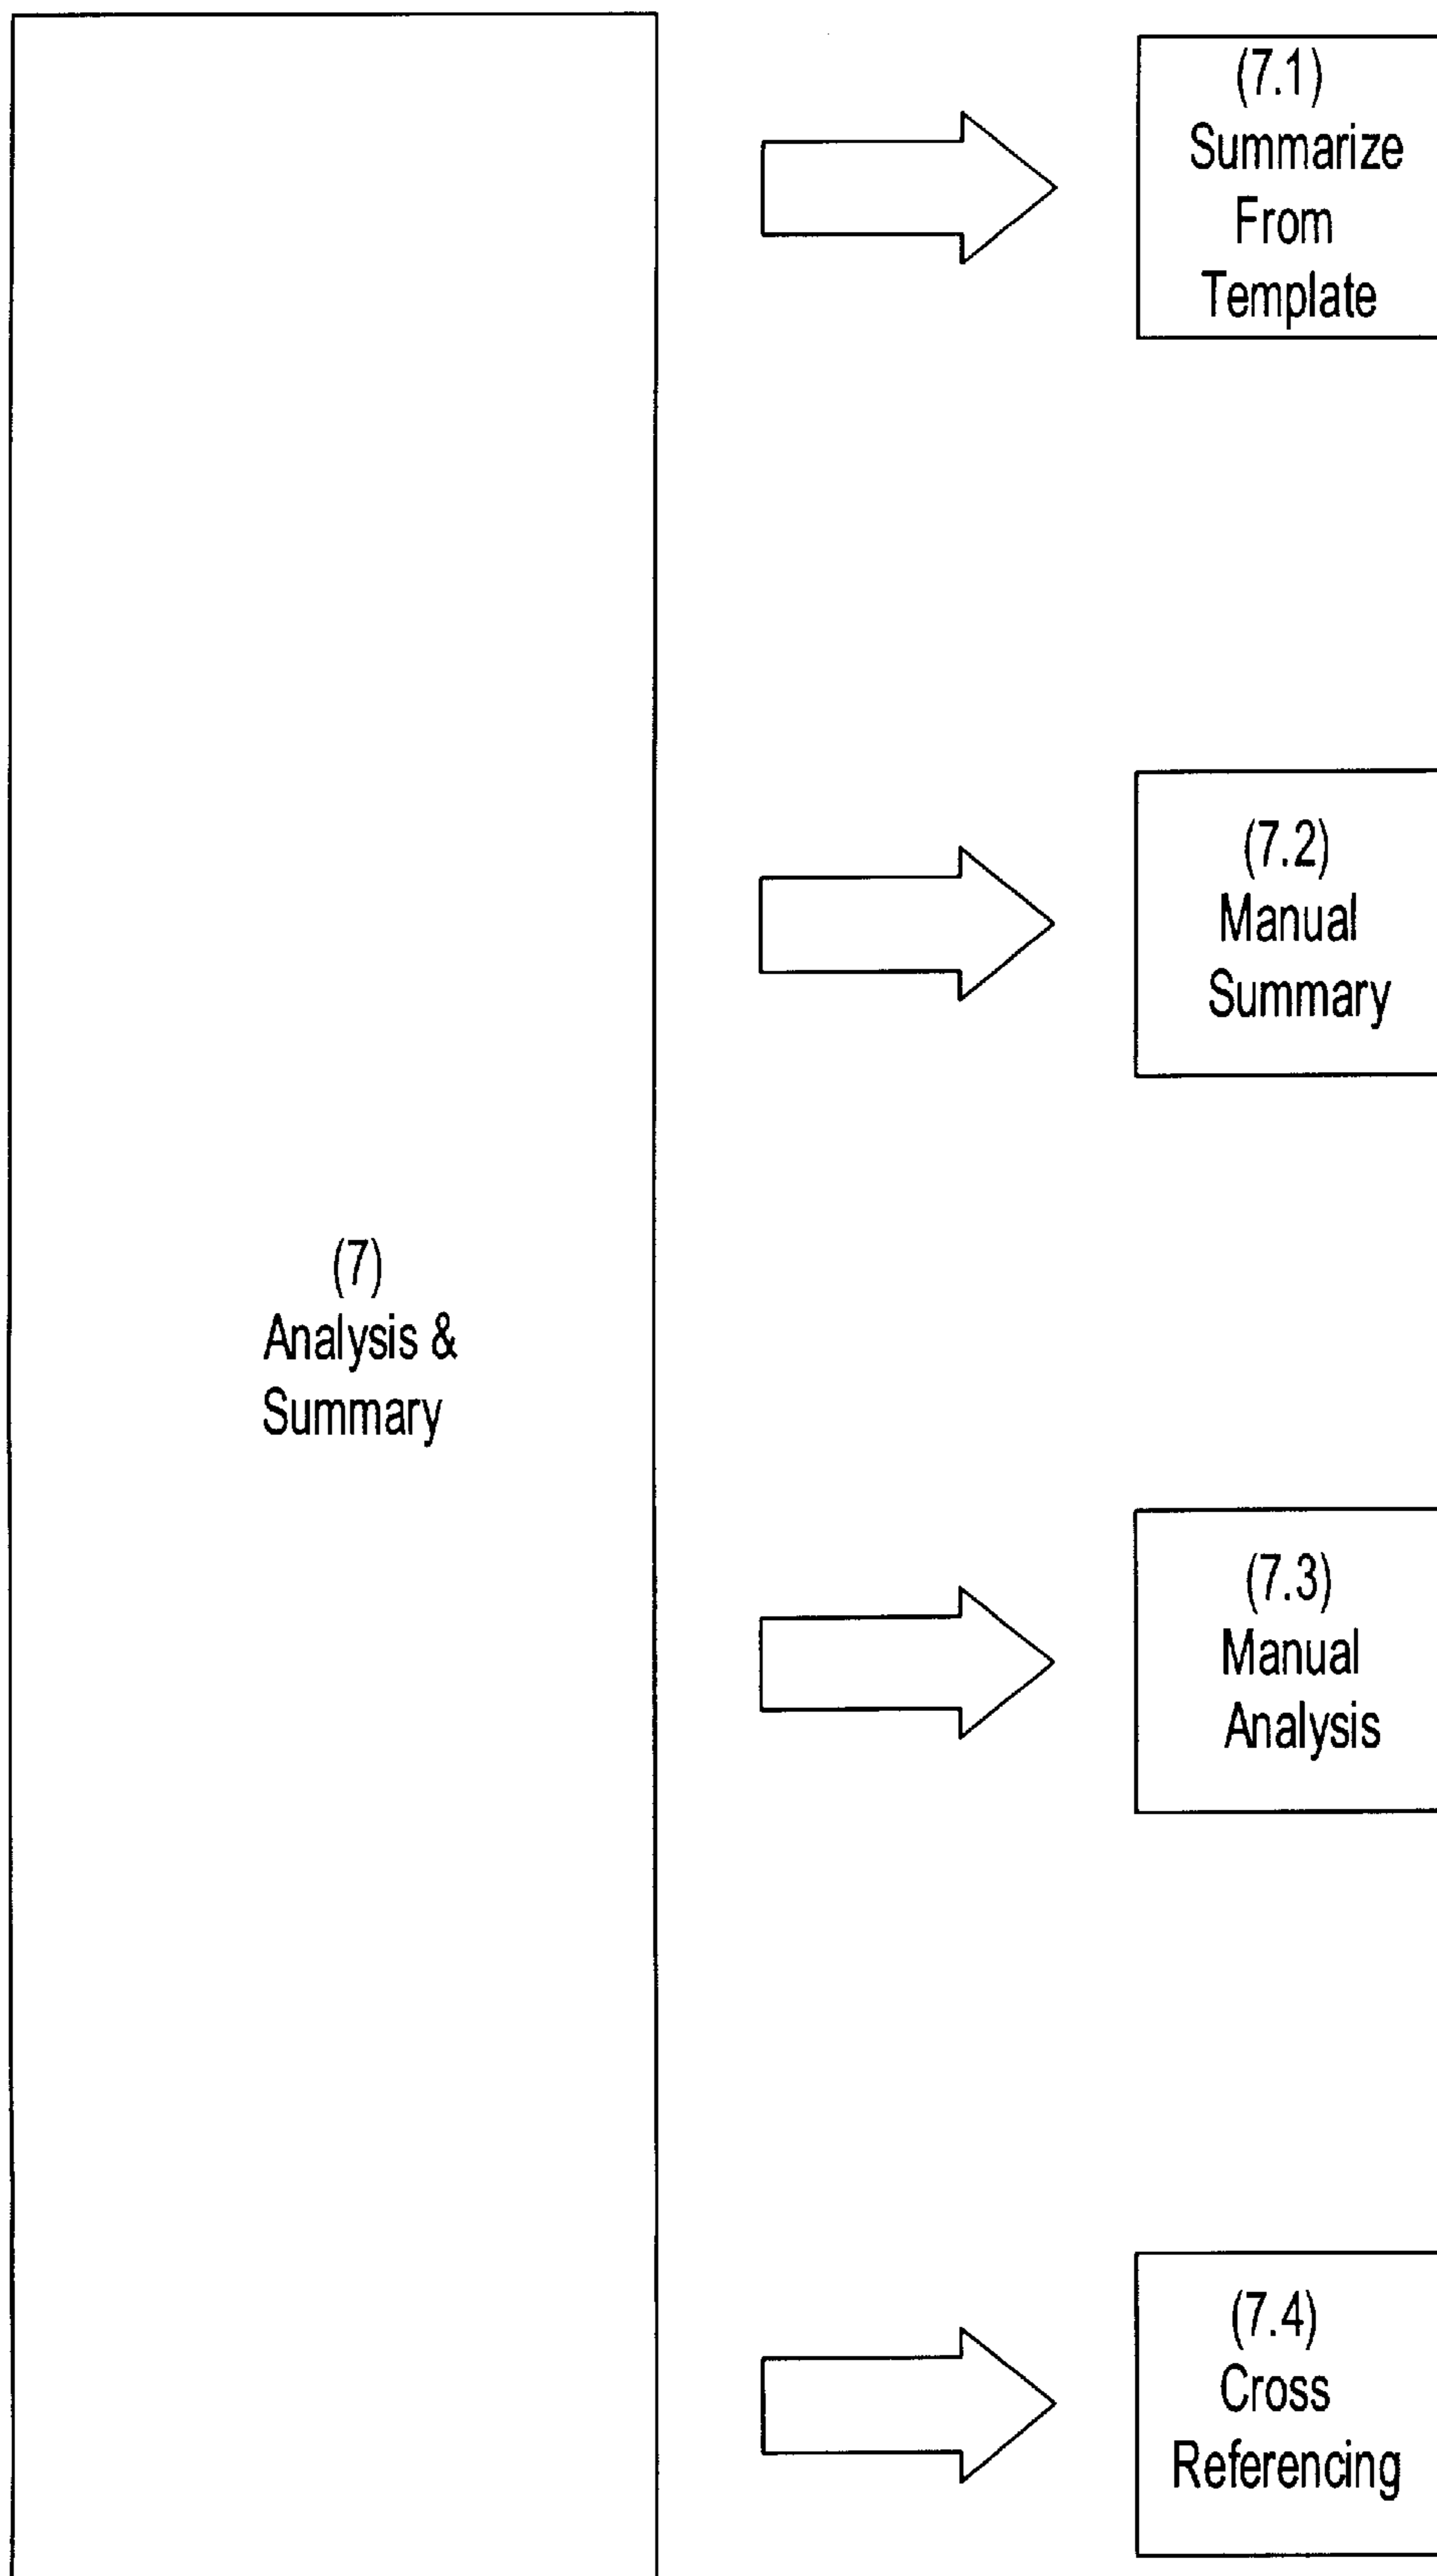 (7)
Analysis &
Summary
(7.1)
Summarize
From
Template
(7.2)
Manual
Summary
(7.3)
Manual
Analysis
(7.4)
Cross
Referencing